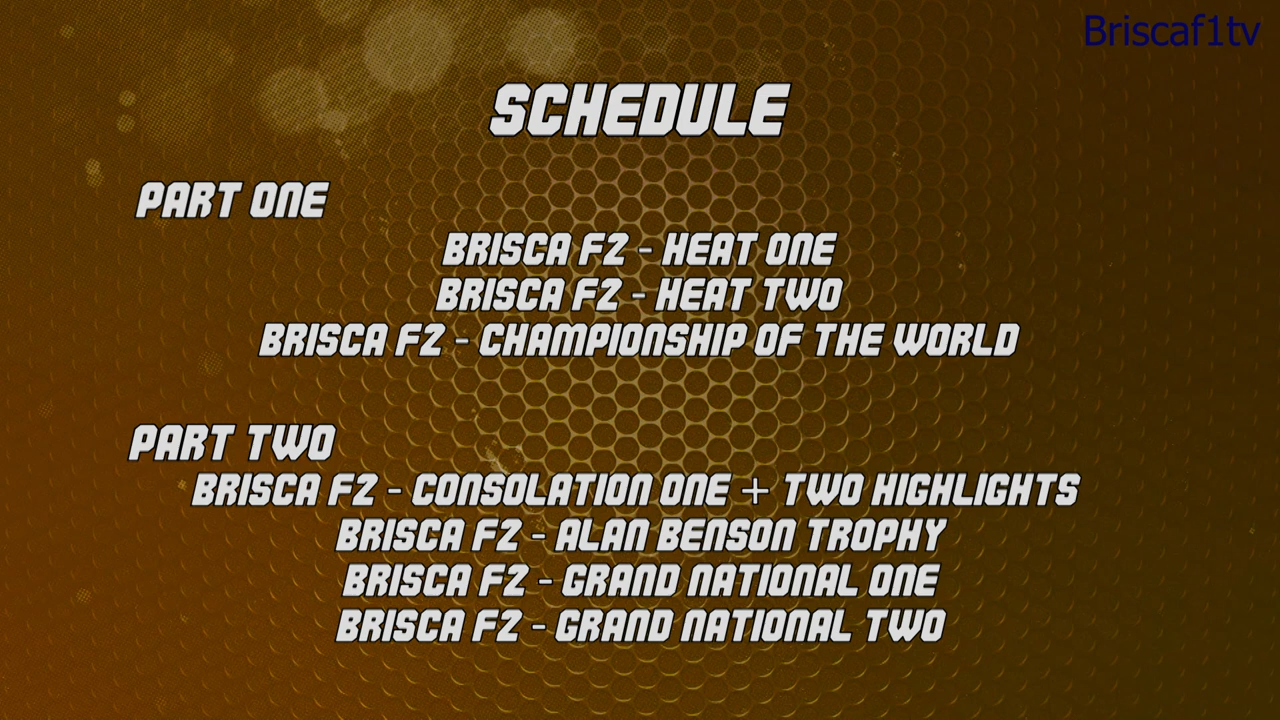 Briscaf1tv
SCHEDULE
PART ONE
BRISCA F2 - HEAT ONE
BRISCA F2 - HEAT TWO
BRISCA F2 - CHAMPIONSHIP OF THE WORLD
PART TWO
BRISCA F2 - CONSOLATION ONE + TWO HIGHLIGHTS
BRISCA F2 - ALAN BENSON TROPHY
BRISCA F2 - GRAND NATIONAL ONE
BRISCA F2 - GRAND NATIONAL TWO